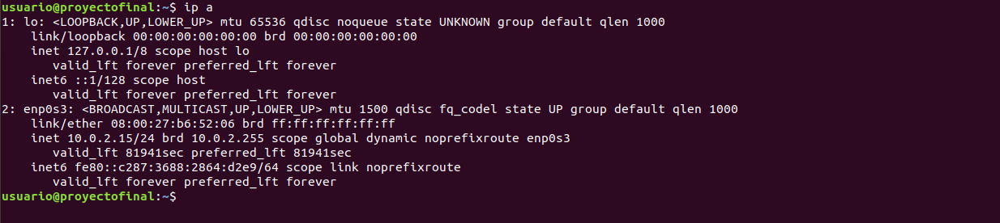 usuario@proyectofinal:~$ ip a
1: lo: <LOOPBACK,UP,LOWER_UP> mtu 65536 qdisc noqueue state UNKNOWN group default qlen 1000
    link/loopback 00:00:00:00:00:00 brd 00:00:00:00:00:00
    inet 127.0.0.1/8 scope host lo
       valid_lft forever preferred_lft forever
    inet6 ::1/128 scope host
       valid_lft forever preferred_lft forever
2: enp0s3: <BROADCAST,MULTICAST,UP,LOWER_UP> mtu 1500 qdisc fq_codel state UP group default qlen 1000
    link/ether 08:00:27:b6:52:06 brd ff:ff:ff:ff:ff:ff
    inet 10.0.2.15/24 brd 10.0.2.255 scope global dynamic noprefixroute enp0s3
       valid_lft 81941sec preferred_lft 81941sec
    inet6 fe80::c287:3688:2864:d2e9/64 scope link noprefixroute
       valid_lft forever preferred_lft forever
usuario@proyectofinal:~$